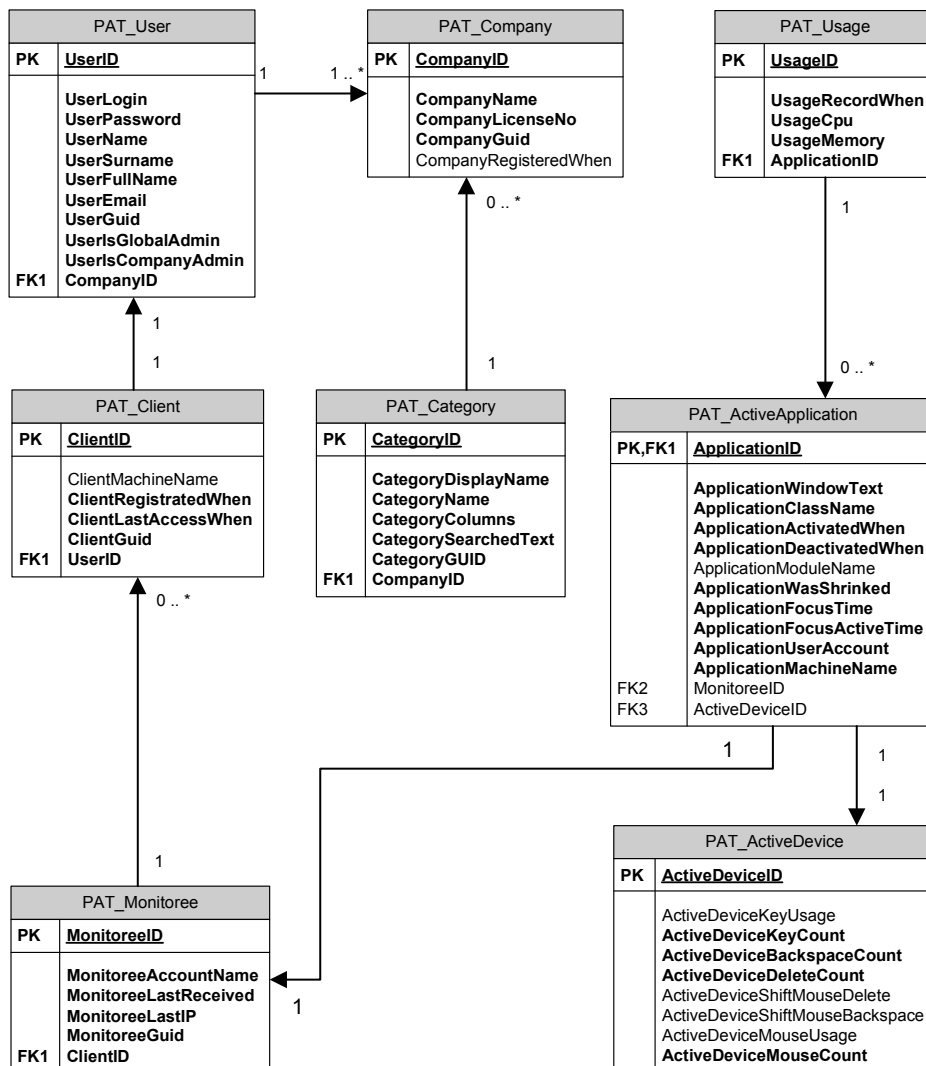 PAT_User
PK UserID
UserLogin
UserPassword
UserName
UserSurname
UserFullName
UserEmail
UserGuid
UserIsGlobalAdmin
UserIsCompanyAdmin
FK1 CompanyID
1
1 .. *
PAT_Company
PK CompanyID
CompanyName
CompanyLicenseNo
CompanyGuid
CompanyRegisteredWhen
PAT_Usage
PK UsageID
UsageRecordWhen
UsageCpu
UsageMemory
FK1 ApplicationID
0 .. *
1
1
1
1
0 .. *
PAT_Client
PK ClientID
ClientMachineName
ClientRegistratedWhen
ClientLastAccessWhen
ClientGuid
FK1 UserID
PAT_Category
PK CategoryID
CategoryDisplayName
CategoryName
CategoryColumns
CategorySearchedText
CategoryGUID
FK1 CompanyID
PAT_ActiveApplication
PK,FK1 ApplicationID
ApplicationWindowText
ApplicationClassName
ApplicationActivatedWhen
ApplicationDeactivatedWhen
ApplicationModuleName
ApplicationWasShrinked
ApplicationFocusTime
ApplicationFocusActiveTime
ApplicationUserAccount
ApplicationMachineName
FK2 MonitoreeID
FK3 ActiveDeviceID
0 .. *
1
1
1
1
1
PAT_Monitoree
PK MonitoreeID
MonitoreeAccountName
MonitoreeLastReceived
MonitoreeLastIP
MonitoreeGuid
FK1 ClientID
PAT_ActiveDevice
PK ActiveDeviceID
ActiveDeviceKeyUsage
ActiveDeviceKeyCount
ActiveDeviceBackspaceCount
ActiveDeviceDeleteCount
ActiveDeviceShiftMouseDelete
ActiveDeviceShiftMouseBackspace
ActiveDeviceMouseUsage
ActiveDeviceMouseCount